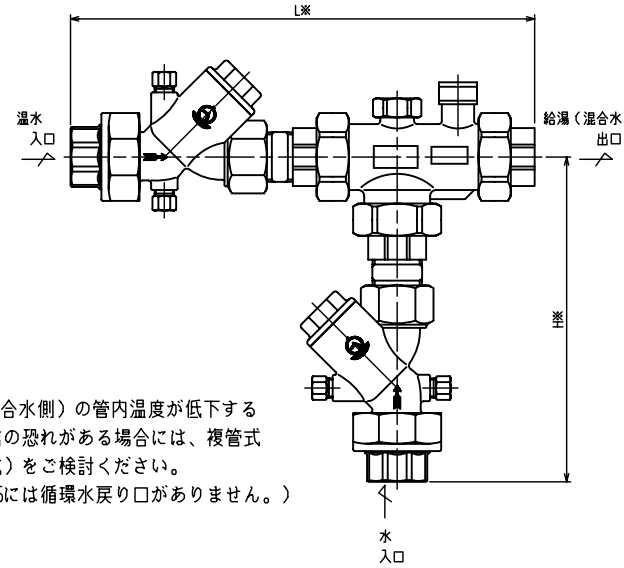 L※
温水
入口
給湯(混合水
出口
H※
合水側)の管内温度が低下する
の恐れがある場合には、複管式
)をご検討ください。
には循環水戻り口がありません。)
水
入口